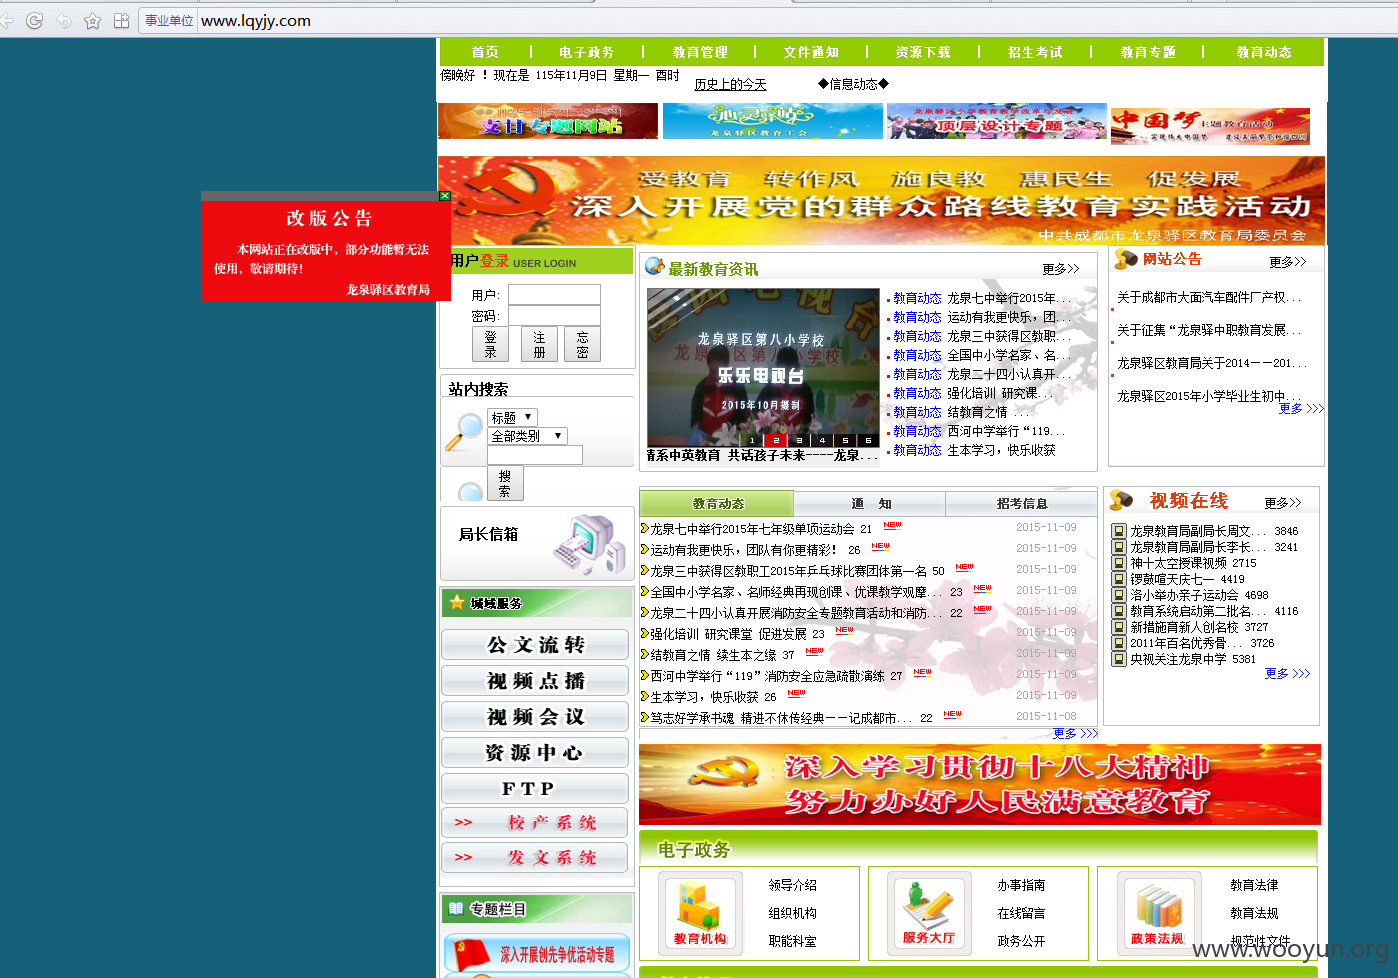 事业单位 www.lqyjy.com
首页 电子政务 教育管理 文件通知 资源下载 招生考试 教育专题 教育动态
傍晚好 ！现在是 115年11月9日 星期一 酉时 历史上的今天 ◆信息动态◆
文甘专题网站
心灵驿站
龙泉驿区教育工会
龙泉驿区小学教育教学改革与发展
顶层设计专题
中国梦主题教育活动
受教育 转作风 施良教 惠民生 促发展
深入开展党的群众路线教育实践活动
中共成都市龙泉驿区教育局委员会
改版公告
本网站正在改版中，部分功能暂无法
使用，敬请期待！
龙泉驿区教育局
用户登录 USER LOGIN
用户:
密码:
登录 注册 忘密
站内搜索
标题
全部类别
搜索
局长信箱
城域服务
公文流转
视频点播
视频会议
资源中心
FTP
>> 校产系统
>> 发文系统
专题栏目
深入开展创先争优活动专题
最新教育资讯 更多>>
龙泉驿区第八小学校
乐乐电视台
2015年10月摄制
1 2 3 4 5 6
情系中英教育 共话孩子未来----龙泉...
教育动态 龙泉七中举行2015年...
教育动态 运动有我更快乐，团...
教育动态 龙泉三中获得区教职...
教育动态 全国中小学名家、名...
教育动态 龙泉二十四小认真开...
教育动态 强化培训 研究课...
教育动态 结教育之情 ...
教育动态 西河中学举行“119...
教育动态 生本学习，快乐收获
网站公告 更多>>
关于成都市大面汽车配件厂产权...
关于征集“龙泉驿中职教育发展...
龙泉驿区教育局关于2014——201...
龙泉驿区2015年小学毕业生初中...
更多 >>>
教育动态 通 知 招考信息
龙泉七中举行2015年七年级单项运动会 21 NEW 2015-11-09
运动有我更快乐，团队有你更精彩！ 26 NEW 2015-11-09
龙泉三中获得区教职工2015年乒乓球比赛团体第一名 50 NEW 2015-11-09
全国中小学名家、名师经典再现创课、优课教学观摩... 23 NEW 2015-11-09
龙泉二十四小认真开展消防安全专题教育活动和消防... 22 NEW 2015-11-09
强化培训 研究课堂 促进发展 23 NEW 2015-11-09
结教育之情 续生本之缘 37 NEW 2015-11-09
西河中学举行“119”消防安全应急疏散演练 27 NEW 2015-11-09
生本学习，快乐收获 26 NEW 2015-11-09
笃志好学承书魂 精进不休传经典——记成都市... 22 NEW 2015-11-08
更多 >>>
视频在线 更多>>
龙泉教育局副局长周文... 3846
龙泉教育局副局长李长... 3241
神十太空授课视频 2715
锣鼓喧天庆七一 4419
洛小举办亲子运动会 4698
教育系统启动第二批名... 4116
新措施育新人创名校 3727
2011年百名优秀骨... 3726
央视关注龙泉中学 5381
更多 >>>
深入学习贯彻十八大精神
努力办好人民满意教育
电子政务
教育机构 领导介绍 组织机构 职能科室
服务大厅 办事指南 在线留言 政务公开
政策法规 教育法律 教育法规 规范性文件
www.wooyun.org